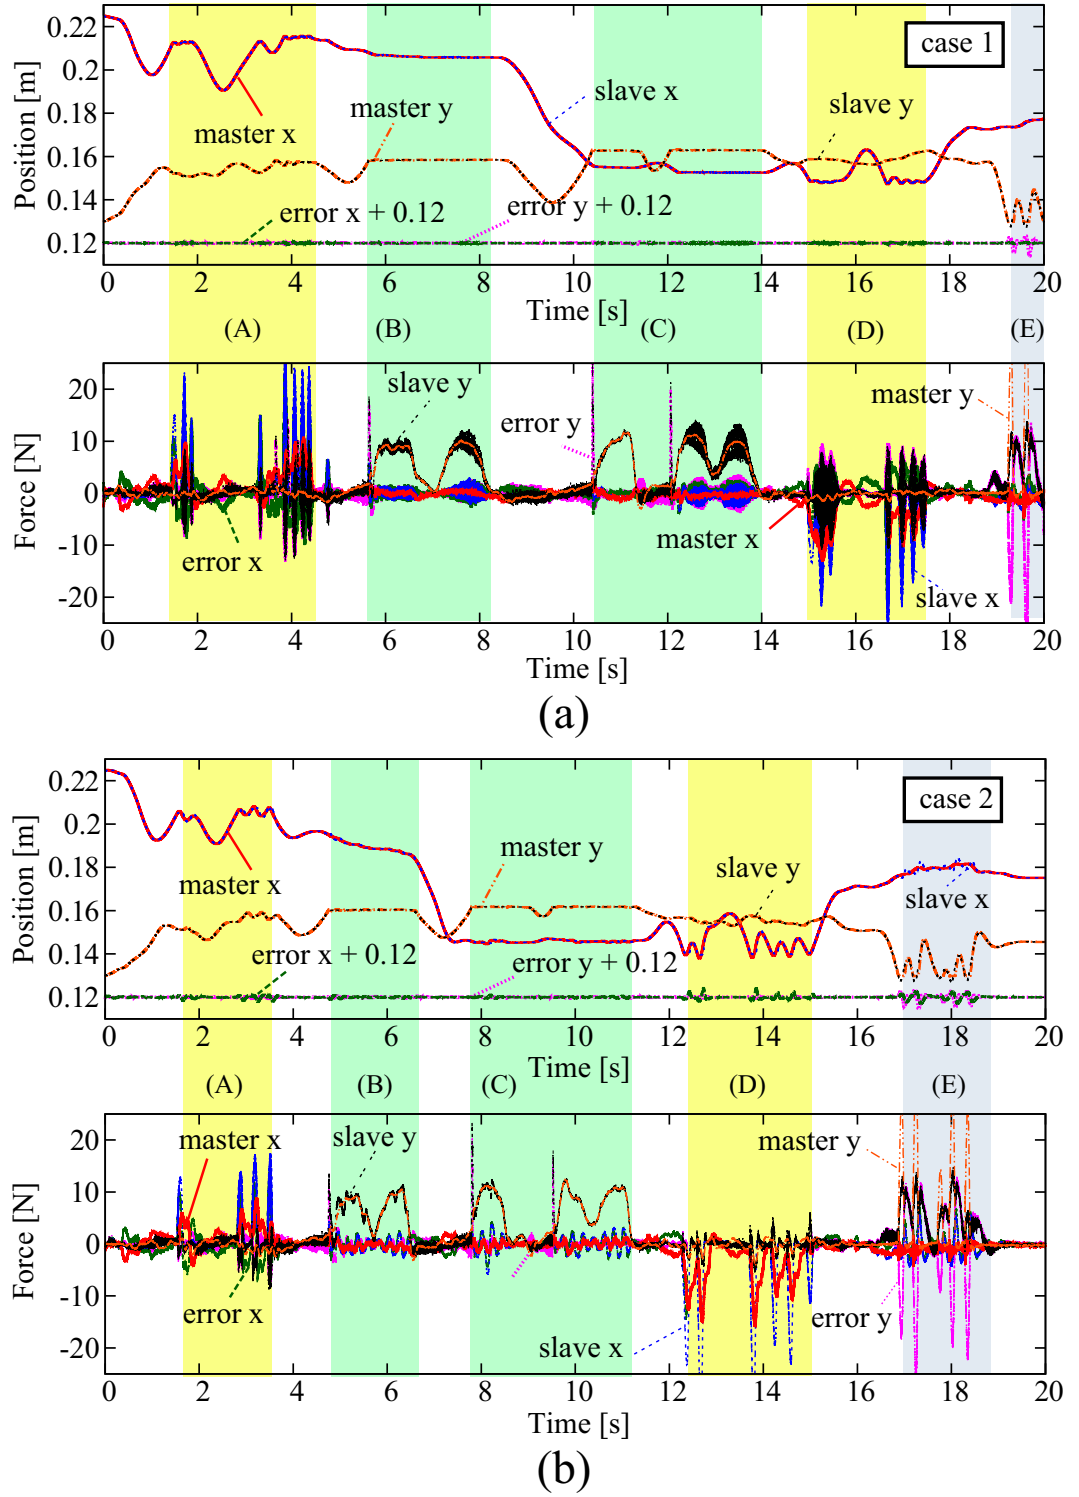 0.22
0.2
0.18
0.16
0.14
0.12
Position [m]
case 1
slave x
master y
slave y
master x
error x + 0.12
error y + 0.12
0 2 4 6 8 10 12 14 16 18 20
Time [s]
(A) (B) (C) (D) (E)
20
10
0
-10
-20
Force [N]
slave y
error y
master y
error x
master x
slave x
0 2 4 6 8 10 12 14 16 18 20
Time [s]
(a)
0.22
0.2
0.18
0.16
0.14
0.12
Position [m]
case 2
master x
master y
slave y
slave x
error x + 0.12
error y + 0.12
0 2 4 6 8 10 12 14 16 18 20
Time [s]
(A) (B) (C) (D) (E)
20
10
0
-10
-20
Force [N]
master x
slave y
master y
error x
slave x
error y
0 2 4 6 8 10 12 14 16 18 20
Time [s]
(b)